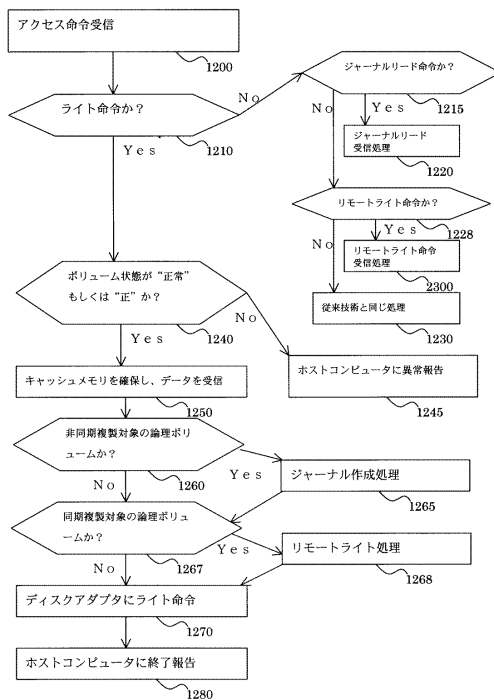 アクセス命令受信
1200
ライト命令か?
1210
No
Yes
ジャーナルリード命令か?
1215
No
Yes
ジャーナルリード
受信処理
1220
リモートライト命令か?
1228
No
Yes
リモートライト命令
受信処理
2300
従来技術と同じ処理
1230
ボリューム状態が“正常”
もしくは“正”か?
1240
Yes
No
ホストコンピュータに異常報告
1245
キャッシュメモリを確保し、データを受信
1250
非同期複製対象の論理ボリ
ュームか?
1260
Yes
No
ジャーナル作成処理
1265
同期複製対象の論理ボリュ
ームか?
1267
Yes
No
リモートライト処理
1268
ディスクアダプタにライト命令
1270
ホストコンピュータに終了報告
1280